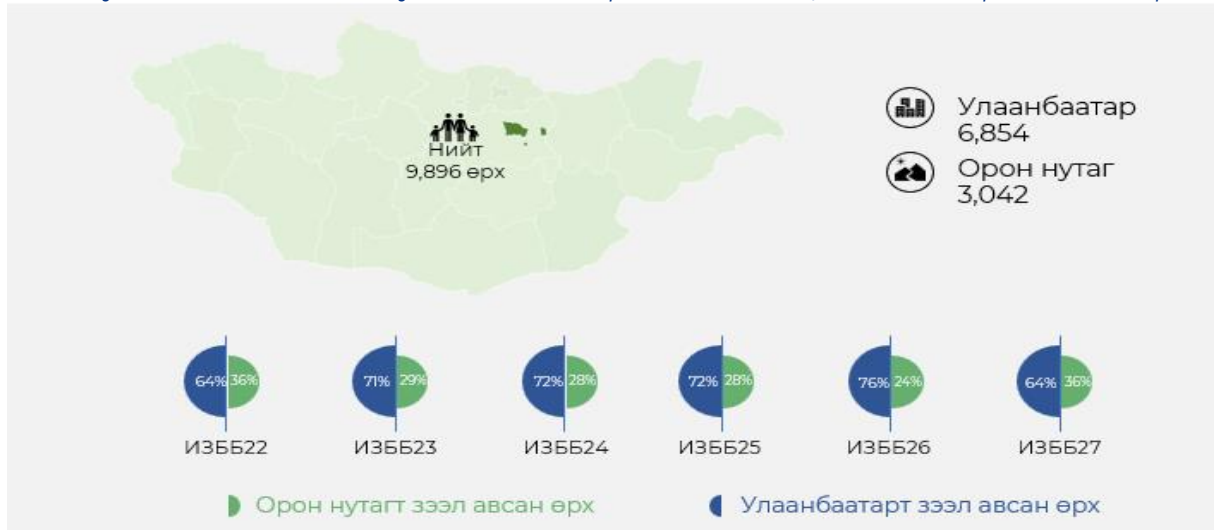 Улаанбаатар
6,854
Орон нутаг
3,042
Нийт
9,896 өрх
64% 36%
71% 29%
72% 28%
72% 28%
76% 24%
64% 36%
ИЗББ22
ИЗББ23
ИЗББ24
ИЗББ25
ИЗББ26
ИЗББ27
Орон нутагт зээл авсан өрх
Улаанбаатарт зээл авсан өрх